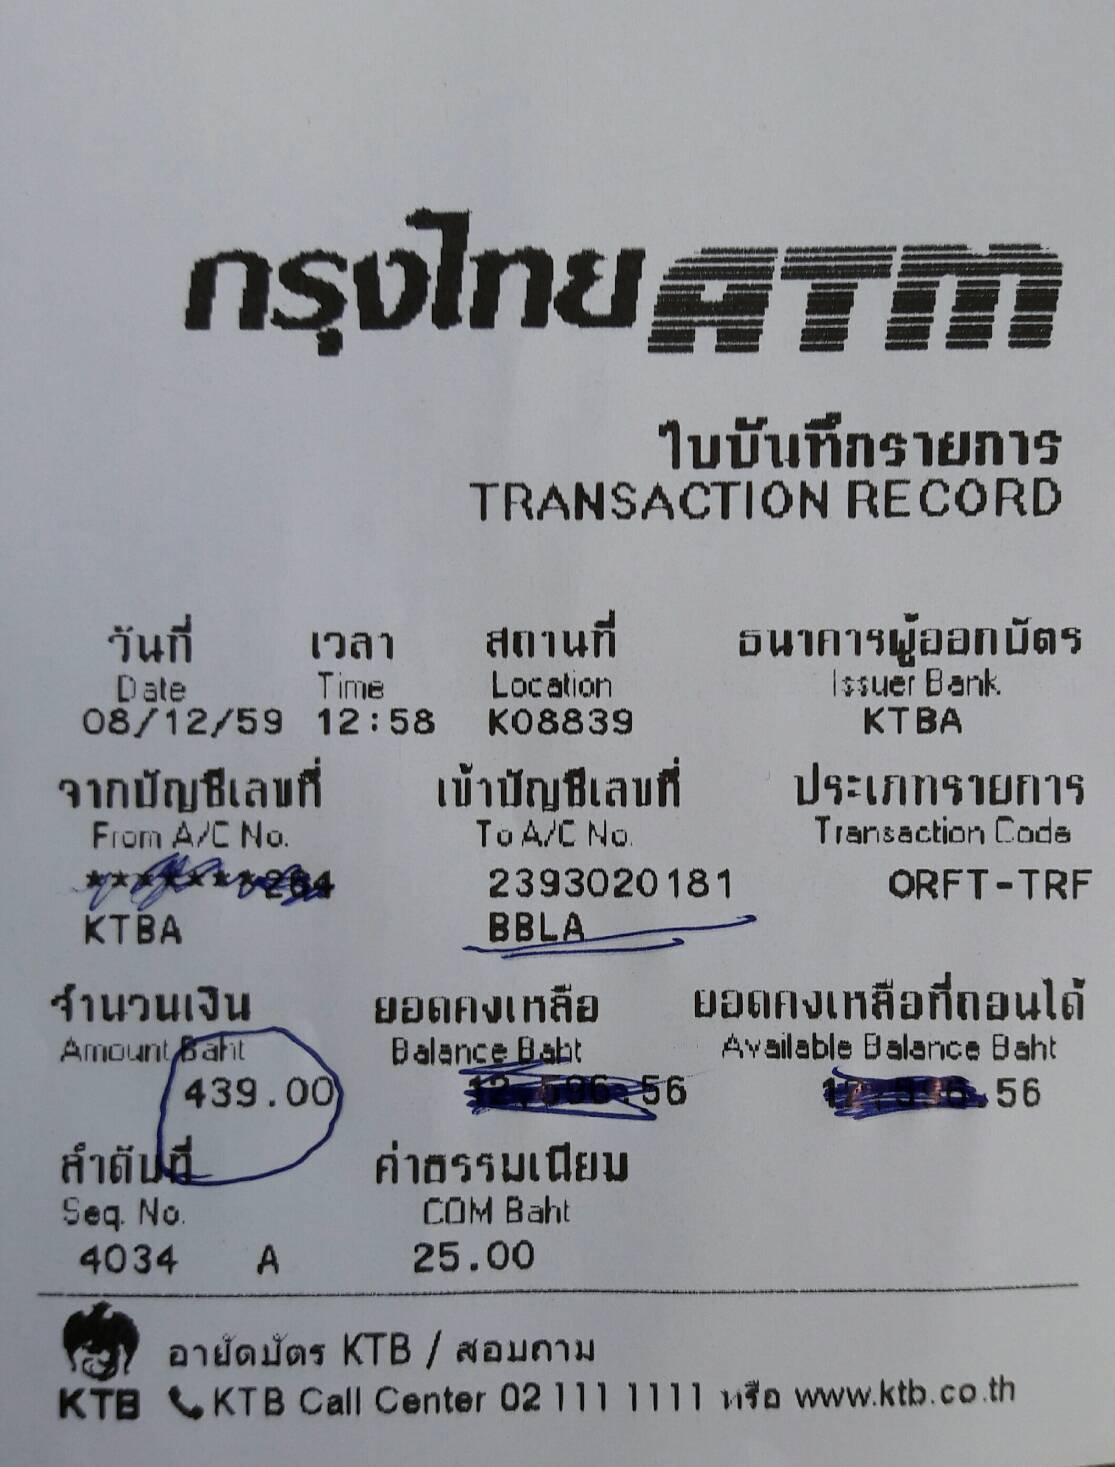 กรุงไทย ATM
ใบบันทึกรายการ
TRANSACTION RECORD
วันที่ เวลา สถานที่ ธนาคารผู้ออกบัตร
Date Time Location Issuer Bank
08/12/59 12:58 K08839 KTBA
จากบัญชีเลขที่ เข้าบัญชีเลขที่ ประเภทรายการ
From A/C No. To A/C No. Transaction Code
2393020181 ORFT-TRF
KTBA BBLA
จำนวนเงิน ยอดคงเหลือ ยอดคงเหลือที่ถอนได้
Amount Baht Balance Baht Available Balance Baht
439.00 .56 .56
ลำดับที่ ค่าธรรมเนียม
Seq. No. COM Baht
4034 A 25.00
อายัดบัตร KTB / สอบถาม
KTB KTB Call Center 02 111 1111 หรือ www.ktb.co.th